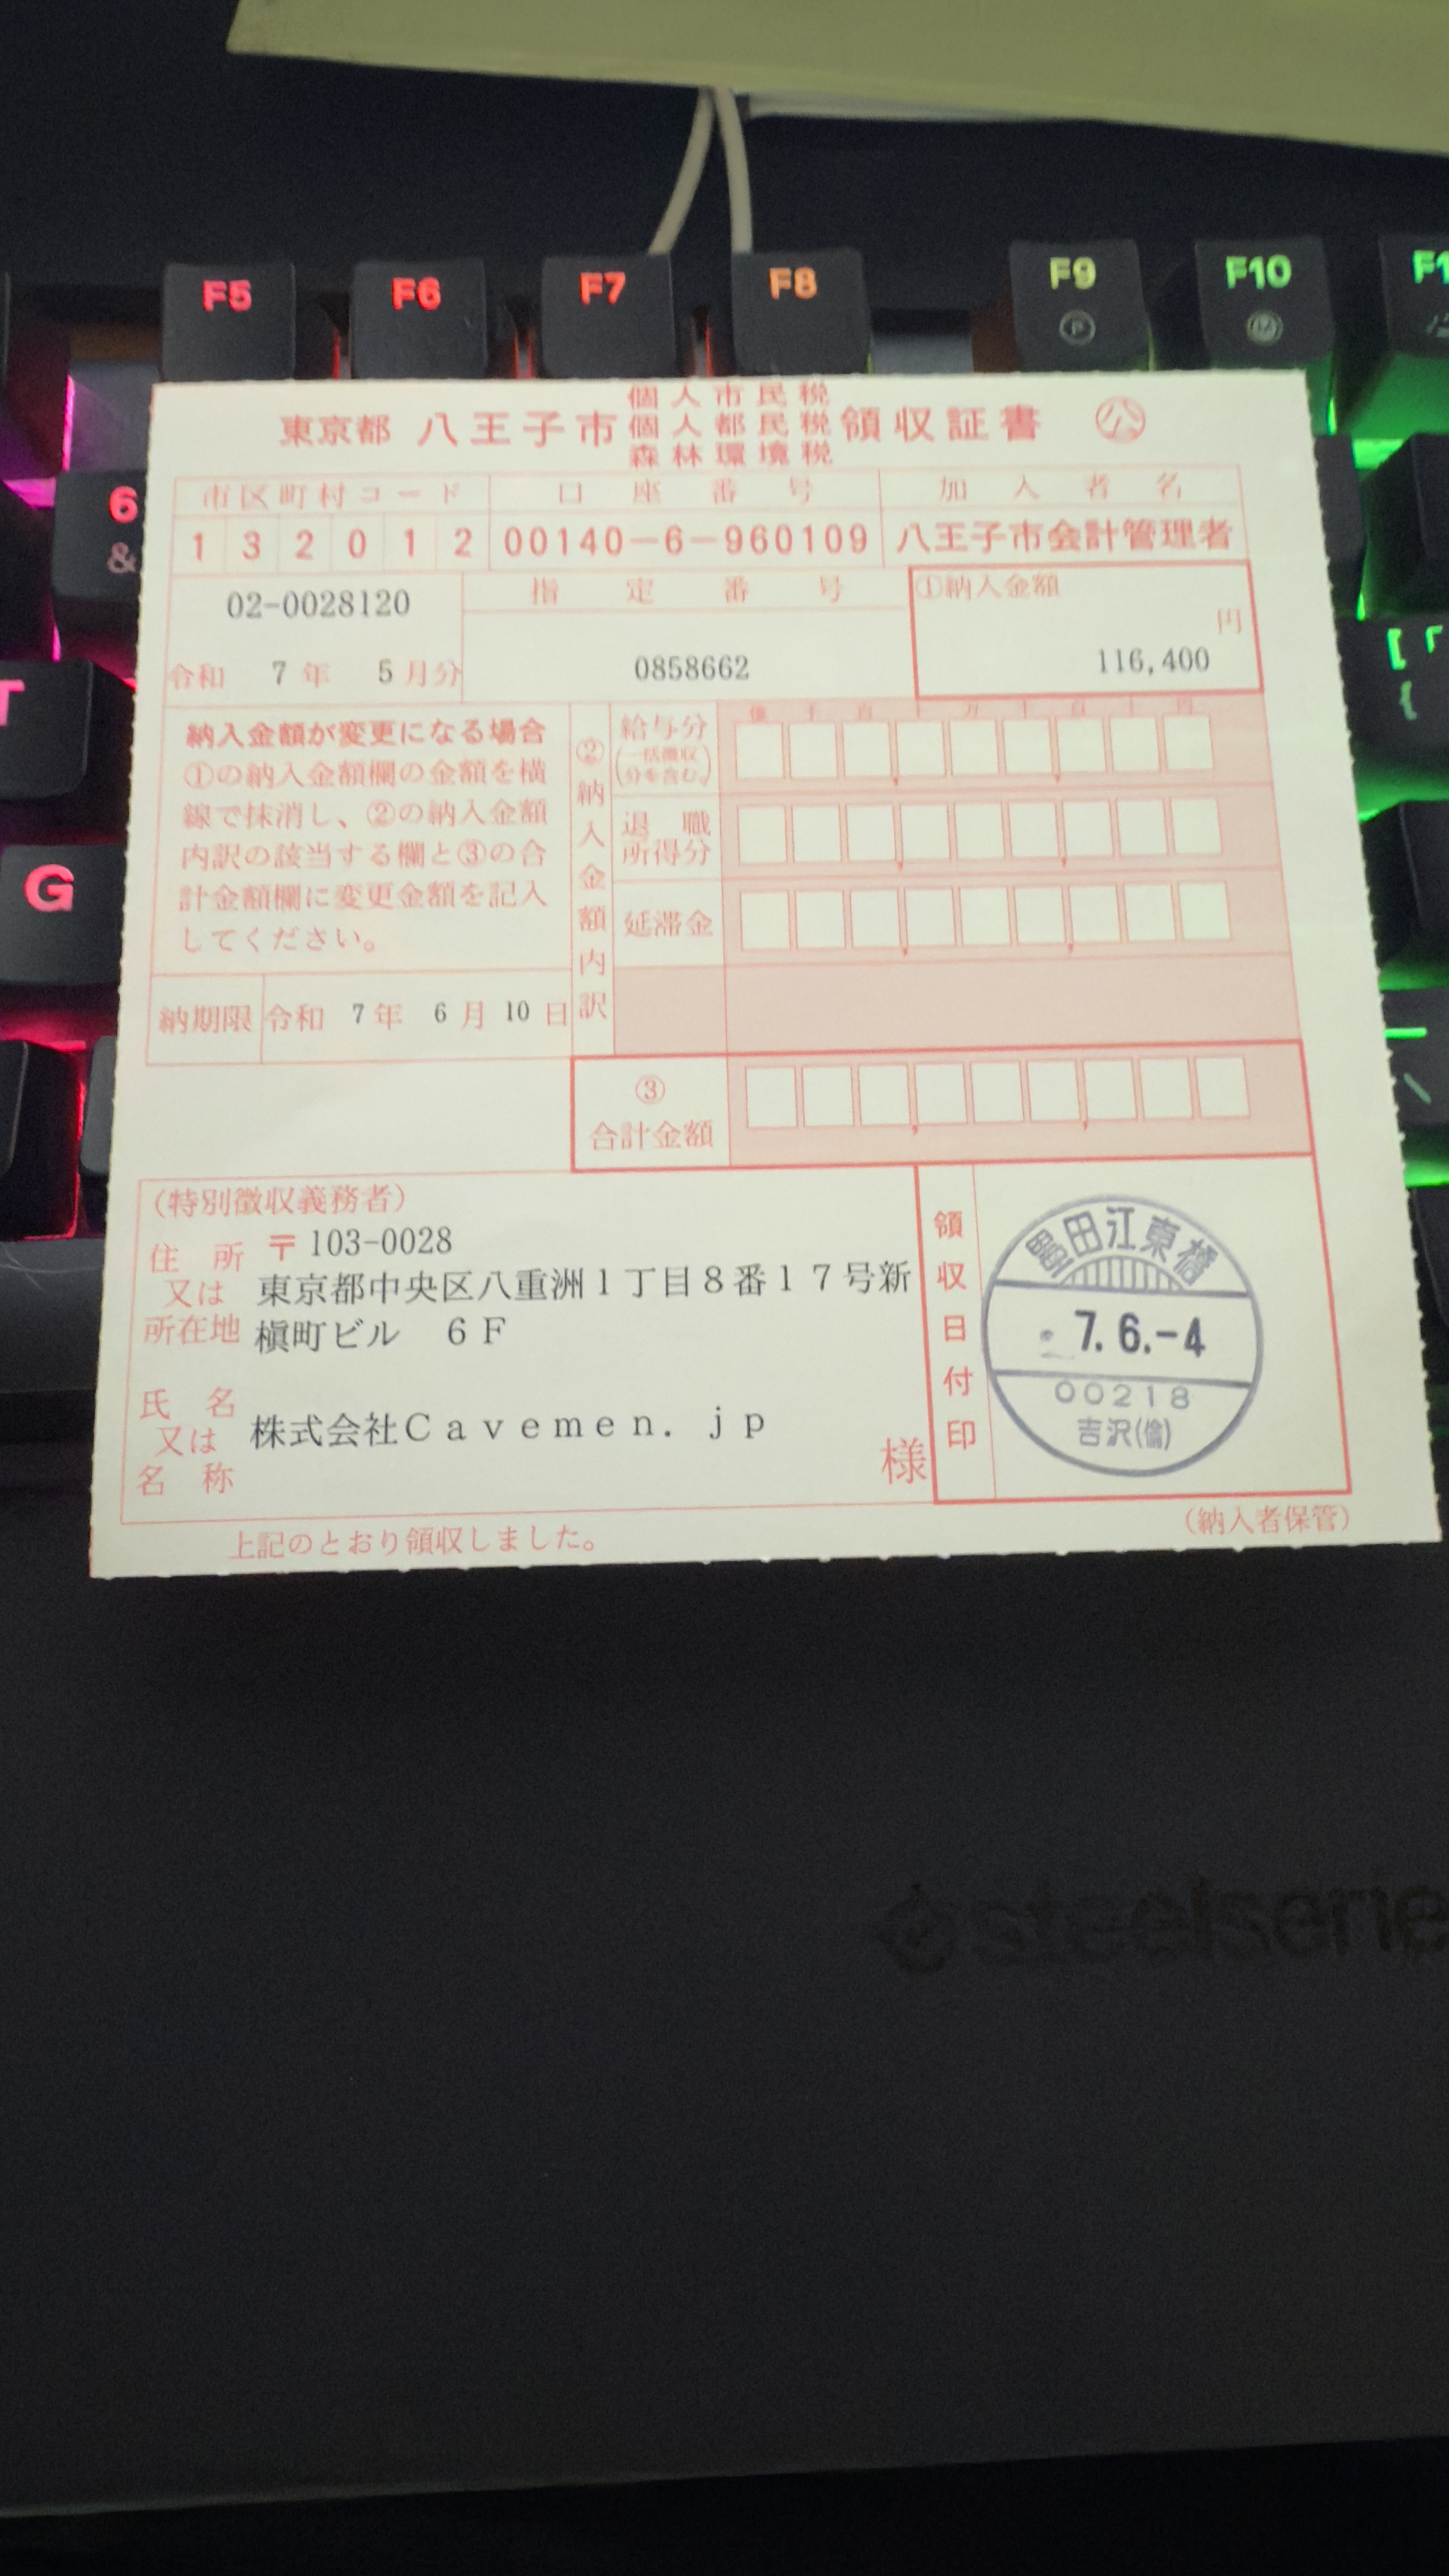 F5 F6 F7 F8 F9 F10 F1
P
6
&
[ 「
{
T
G
個人市民税
東京都 八王子市 個人都民税 領収証書 公
森林環境税
市区町村コード 口座番号 加入者名
132012 00140-6-960109 八王子市会計管理者
02-0028120 指定番号 ①納入金額
円
令和 7年 5月分 0858662 116,400
納入金額が変更になる場合
①の納入金額欄の金額を横
線で抹消し、②の納入金額
内訳の該当する欄と③の合
計金額欄に変更金額を記入
してください。
②納入金額内訳
億 千 百 十 万 千 百 十 円
給与分
(一括徴収
分を含む。)
退職
所得分
延滞金
納期限 令和 7年 6月 10日
③
合計金額
(特別徴収義務者)
住所 〒103-0028
又は 東京都中央区八重洲1丁目8番17号新
所在地 槇町ビル 6F
氏名
又は 株式会社Cavemen.jp
名称 様
領収日付印
墨田江東橋
7.6.-4
00218
吉沢(倫)
上記のとおり領収しました。
(納入者保管)
steelserie